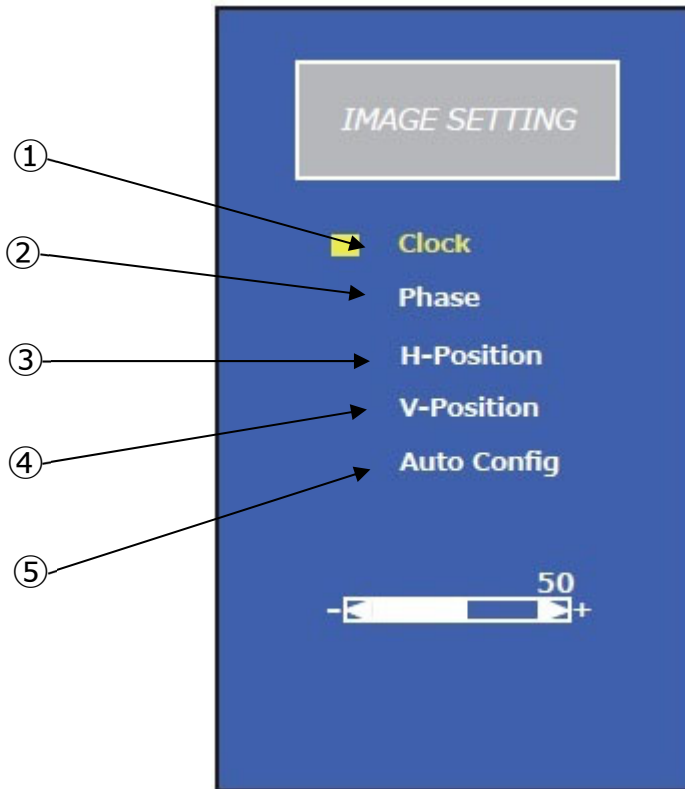 IMAGE SETTING
① Clock
② Phase
③ H-Position
④ V-Position
⑤ Auto Config
50
- +